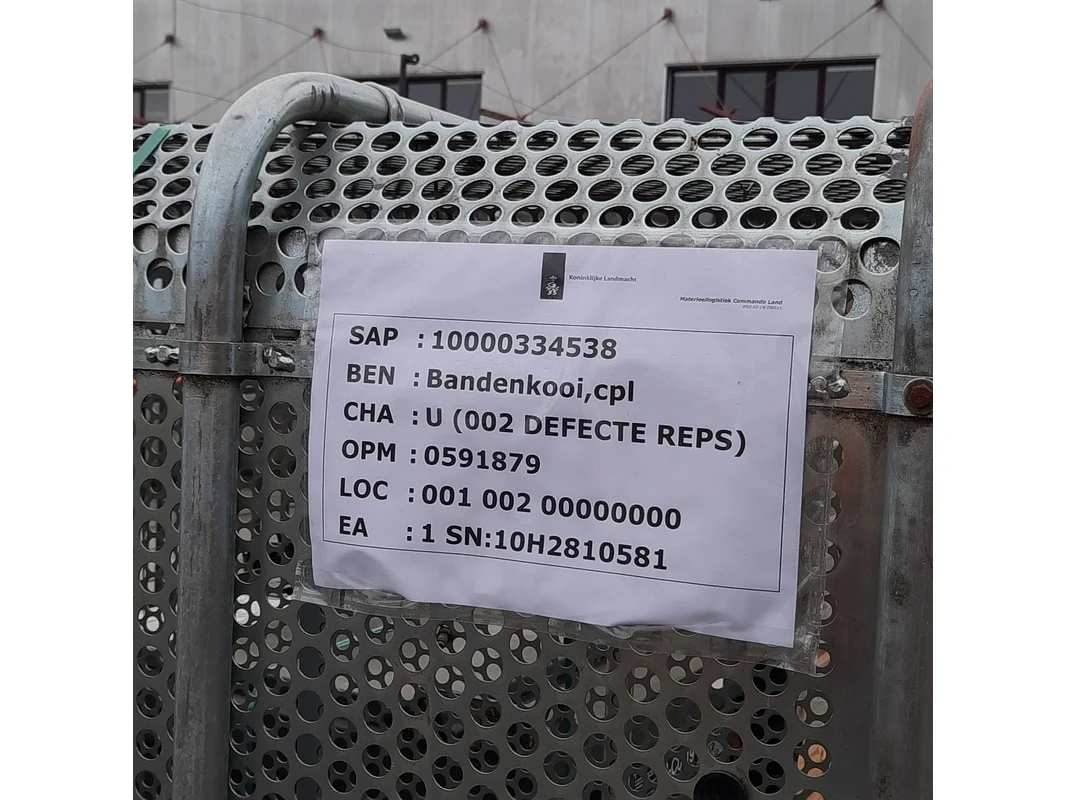 Koninklijke Landmacht
Materieellogistiek Commando Land
SAP : 10000334538
BEN : Bandenkooi,cpl
CHA : U (002 DEFECTE REPS)
OPM : 0591879
LOC : 001 002 00000000
EA : 1 SN:10H2810581